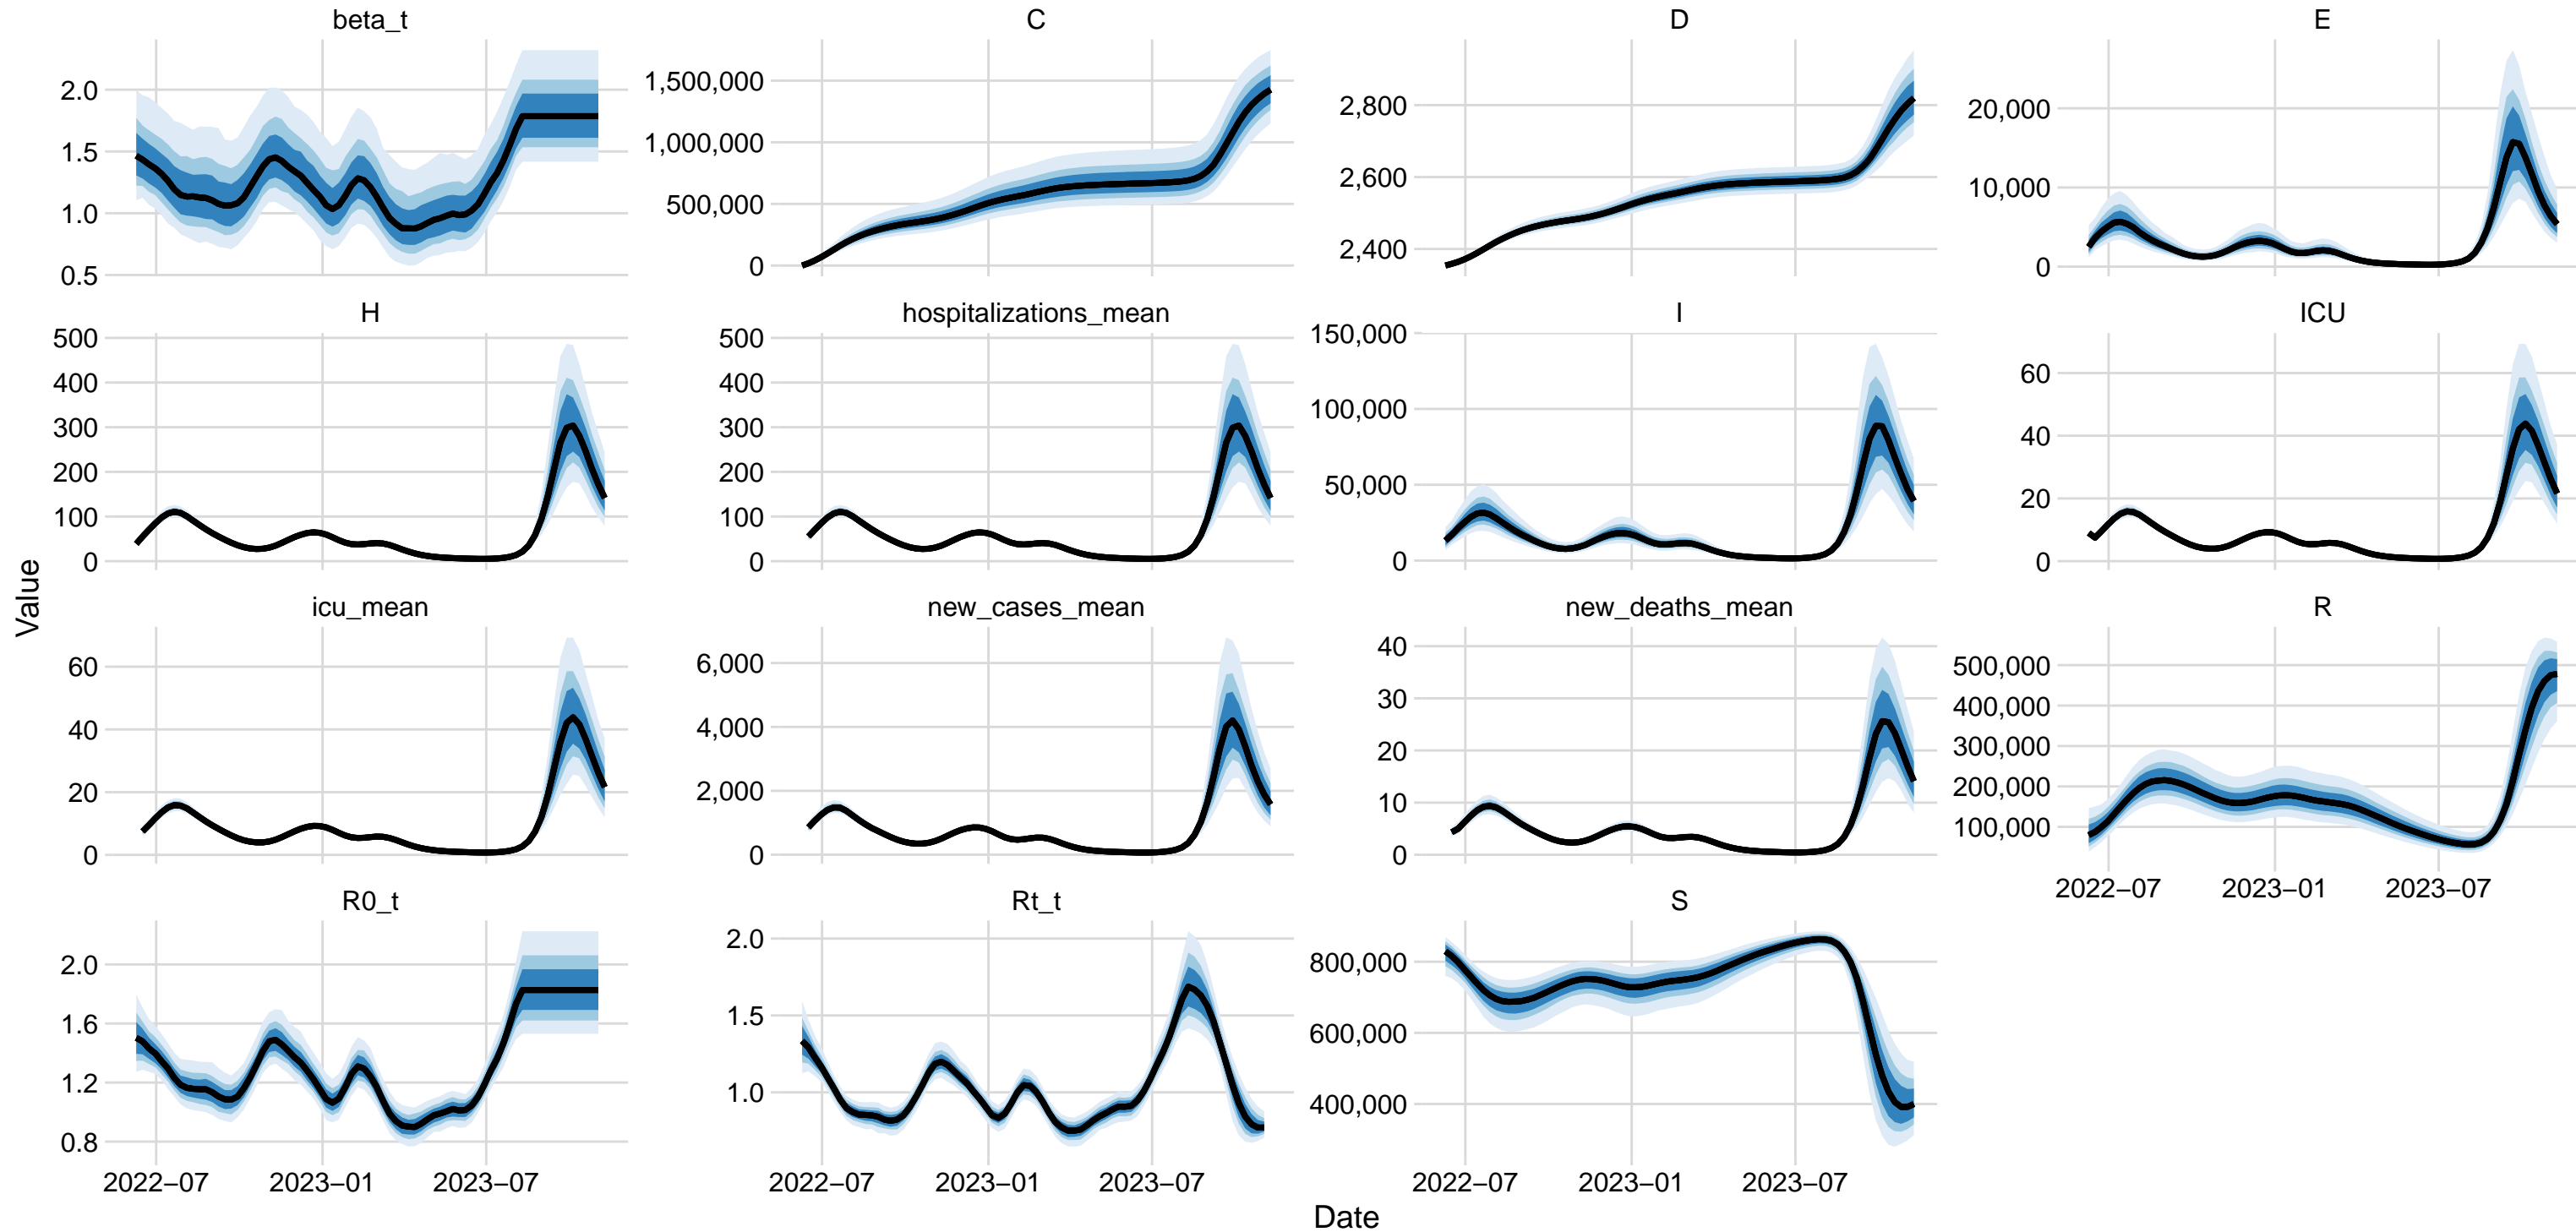 beta_t
C
D
E
2.0
1.5
1.0
0.5
1,500,000
1,000,000
500,000
0
2,800
2,600
2,400
20,000
10,000
0
H
hospitalizations_mean
I
ICU
500
400
300
200
100
0
500
400
300
200
100
0
150,000
100,000
50,000
0
60
40
20
0
icu_mean
new_cases_mean
new_deaths_mean
R
60
40
20
0
6,000
4,000
2,000
0
40
30
20
10
0
500,000
400,000
300,000
200,000
100,000
2022−07 2023−01 2023−07
R0_t
Rt_t
S
2.0
1.6
1.2
0.8
2.0
1.5
1.0
800,000
600,000
400,000
2022−07 2023−01 2023−07
2022−07 2023−01 2023−07
2022−07 2023−01 2023−07
Value
Date